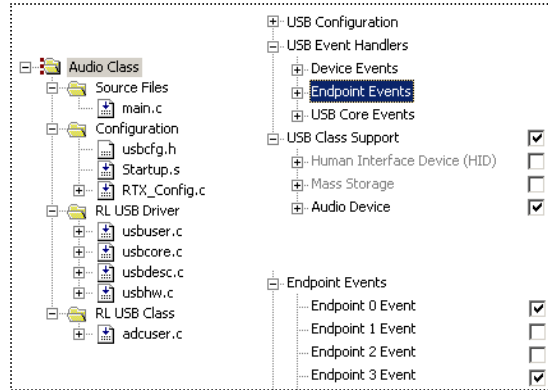 Audio Class
Source Files
main.c
Configuration
usbcfg.h
Startup.s
RTX_Config.c
RL USB Driver
usbuser.c
usbcore.c
usbdesc.c
usbhw.c
RL USB Class
adcuser.c
USB Configuration
USB Event Handlers
Device Events
Endpoint Events
USB Core Events
USB Class Support
Human Interface Device (HID)
Mass Storage
Audio Device
Endpoint Events
Endpoint 0 Event
Endpoint 1 Event
Endpoint 2 Event
Endpoint 3 Event